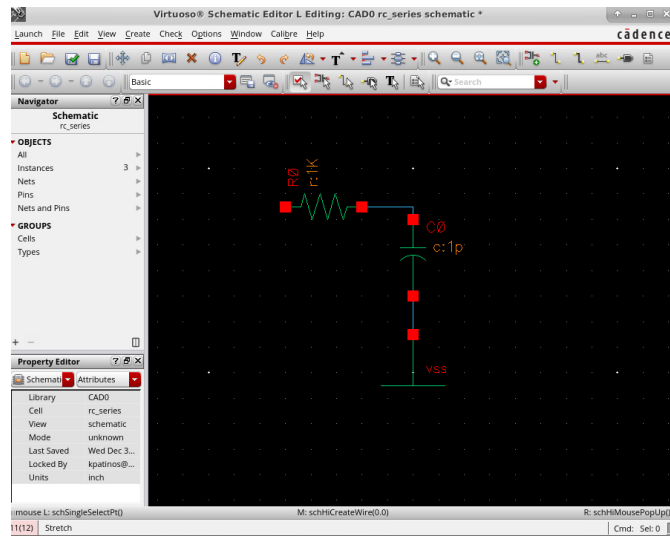 Virtuoso® Schematic Editor L Editing: CAD0 rc_series schematic *
Launch File Edit View Create Check Options Window Calibre Help
cādence
abc
Basic
Search
Navigator
Schematic
rc_series
OBJECTS
All
Instances 3
Nets
Pins
Nets and Pins
GROUPS
Cells
Types
R0
r:1K
C0
c:1p
vss
Property Editor
Schemati Attributes
Library CAD0
Cell rc_series
View schematic
Mode unknown
Last Saved Wed Dec 3...
Locked By kpatinos@...
Units inch
mouse L: schSingleSelectPt() M: schHiCreateWire(0.0) R: schHiMousePopUp()
11(12) Stretch Cmd: Sel: 0